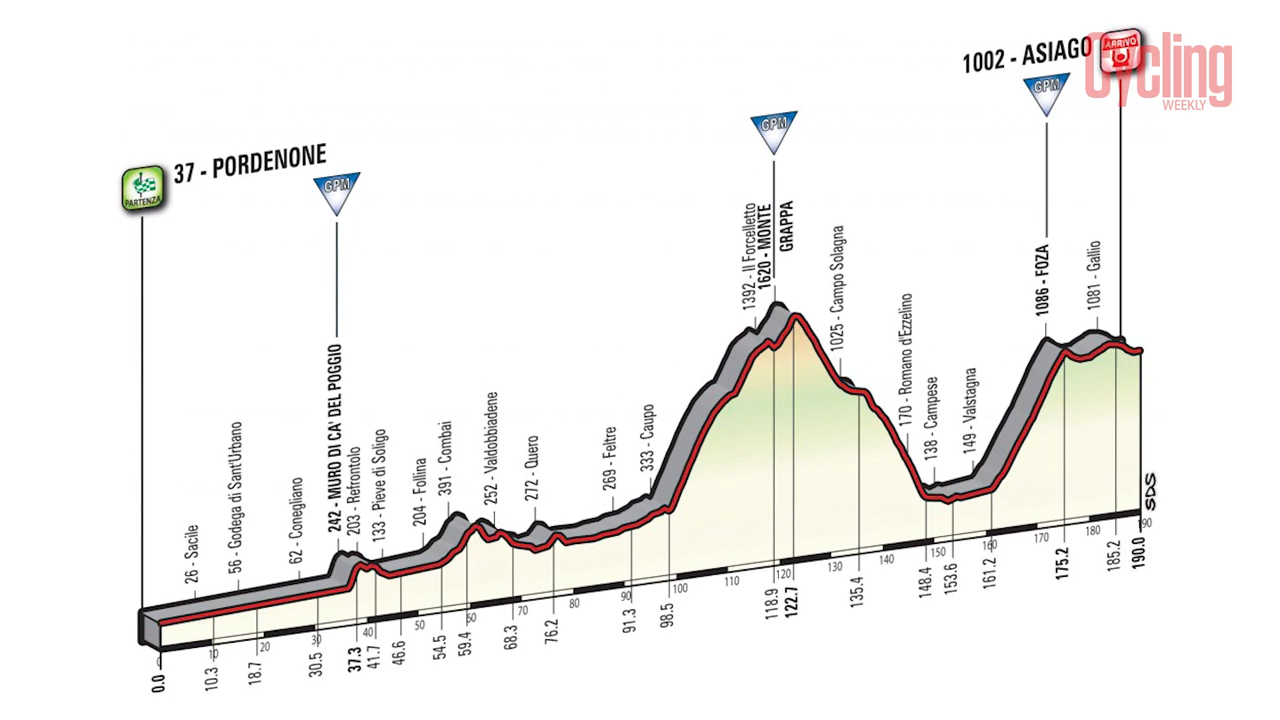 Cycling
WEEKLY
1002 - ASIAGO
ARRIVO
GPM
GPM
37 - PORDENONE
PARTENZA
GPM
26 - Sacile
56 - Godega di Sant'Urbano
62 - Conegliano
242 - MURO DI CA' DEL POGGIO
203 - Refrontolo
133 - Pieve di Soligo
204 - Follina
391 - Combai
252 - Valdobbiadene
272 - Quero
269 - Feltre
333 - Caupo
1392 - Il Forcelletto
1620 - MONTE
GRAPPA
1025 - Campo Solagna
170 - Romano d'Ezzelino
138 - Campese
149 - Valstagna
1086 - FOZA
1081 - Gallio
SDS
0
10
20
30
40
50
60
70
80
90
100
110
120
130
140
150
160
170
180
190
0.0
10.3
18.7
30.5
37.3
41.7
46.6
54.5
59.4
68.3
76.2
91.3
98.5
118.9
122.7
135.4
148.4
153.6
161.2
175.2
185.2
190.0